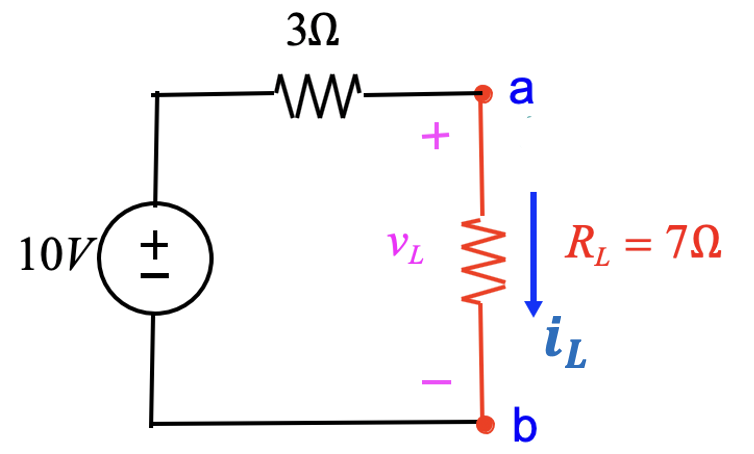 3Ω
a
+
10V
+
−
v_L
R_L = 7Ω
i_L
−
b